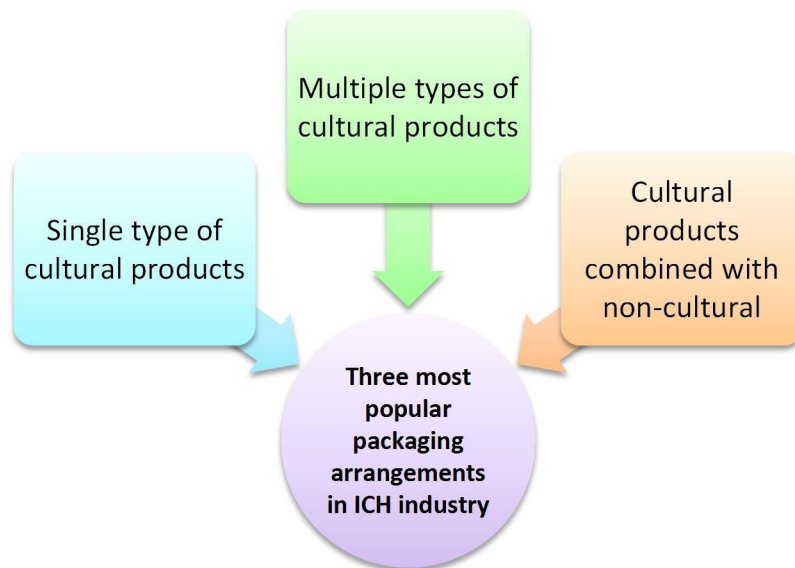 Multiple types of
cultural products
Single type of
cultural products
Cultural
products
combined with
non-cultural
Three most
popular
packaging
arrangements
in ICH industry